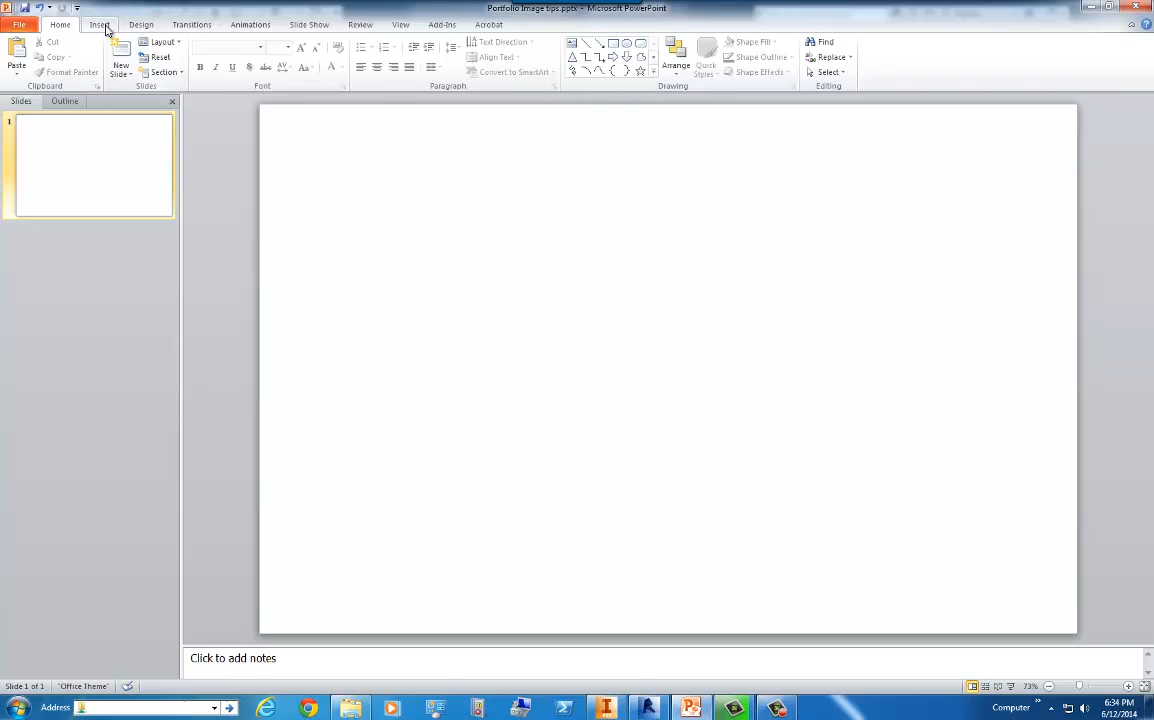 Portfolio Image tips.pptx - Microsoft PowerPoint
File Home Insert Design Transitions Animations Slide Show Review View Add-Ins Acrobat
Paste
Cut
Copy
Format Painter
Clipboard
New
Slide
Layout
Reset
Section
Slides
B I U S abc AV Aa A
Font
Text Direction
Align Text
Convert to SmartArt
Paragraph
Arrange
Quick
Styles
Shape Fill
Shape Outline
Shape Effects
Drawing
Find
Replace
Select
Editing
Slides Outline
1
Click to add notes
Slide 1 of 1 "Office Theme" 73%
Address
Computer
6:34 PM
6/12/2014